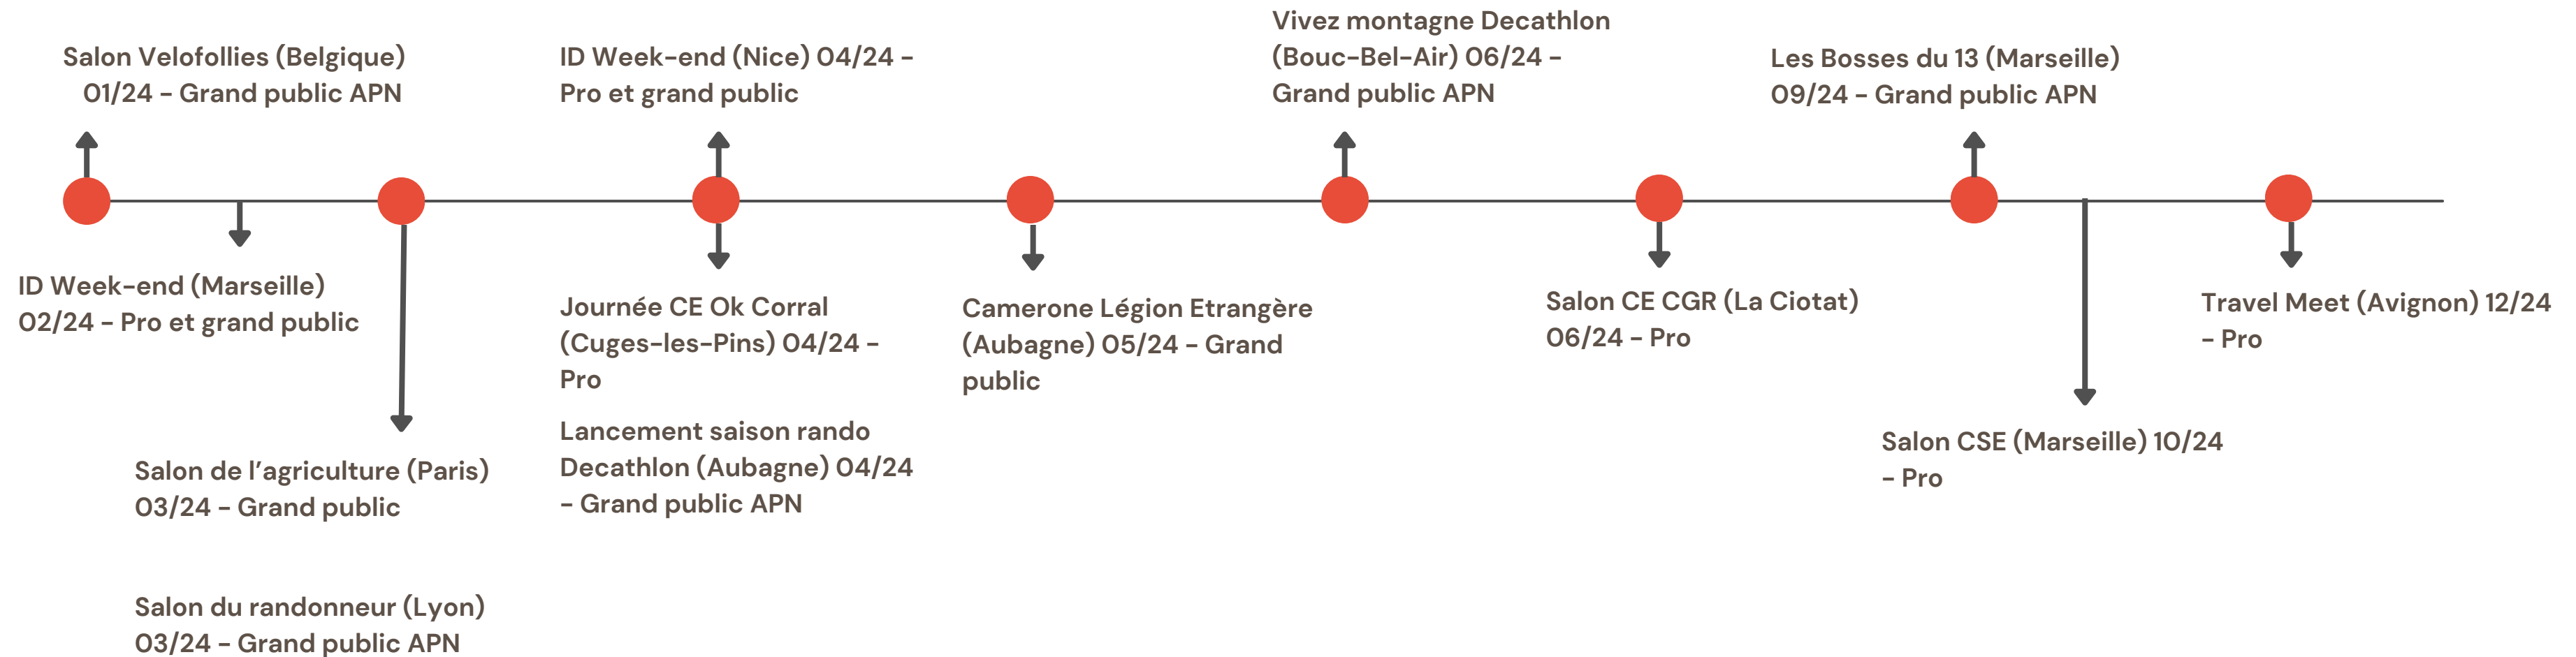 Salon Velofollies (Belgique)
01/24 - Grand public APN
ID Week-end (Marseille)
02/24 - Pro et grand public
Salon de l’agriculture (Paris)
03/24 - Grand public
Salon du randonneur (Lyon)
03/24 - Grand public APN
ID Week-end (Nice) 04/24 -
Pro et grand public
Journée CE Ok Corral
(Cuges-les-Pins) 04/24 -
Pro
Lancement saison rando
Decathlon (Aubagne) 04/24
- Grand public APN
Camerone Légion Etrangère
(Aubagne) 05/24 - Grand
public
Vivez montagne Decathlon
(Bouc-Bel-Air) 06/24 -
Grand public APN
Salon CE CGR (La Ciotat)
06/24 - Pro
Les Bosses du 13 (Marseille)
09/24 - Grand public APN
Salon CSE (Marseille) 10/24
- Pro
Travel Meet (Avignon) 12/24
- Pro